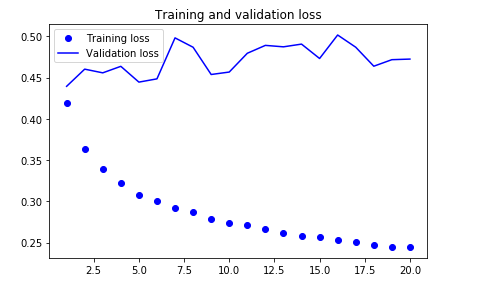 Training and validation loss
Training loss
Validation loss
0.50
0.45
0.40
0.35
0.30
0.25
2.5 5.0 7.5 10.0 12.5 15.0 17.5 20.0